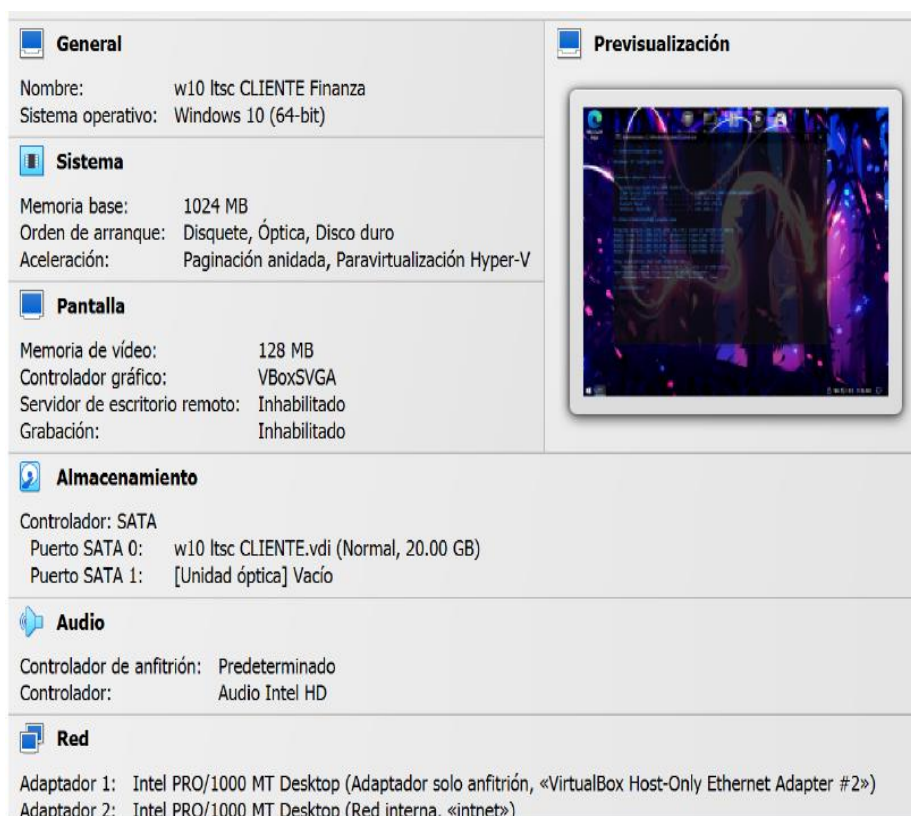 General
Nombre: w10 ltsc CLIENTE Finanza
Sistema operativo: Windows 10 (64-bit)
Sistema
Memoria base: 1024 MB
Orden de arranque: Disquete, Óptica, Disco duro
Aceleración: Paginación anidada, Paravirtualización Hyper-V
Pantalla
Memoria de vídeo: 128 MB
Controlador gráfico: VBoxSVGA
Servidor de escritorio remoto: Inhabilitado
Grabación: Inhabilitado
Previsualización
Almacenamiento
Controlador: SATA
Puerto SATA 0: w10 ltsc CLIENTE.vdi (Normal, 20.00 GB)
Puerto SATA 1: [Unidad óptica] Vacío
Audio
Controlador de anfitrión: Predeterminado
Controlador: Audio Intel HD
Red
Adaptador 1: Intel PRO/1000 MT Desktop (Adaptador solo anfitrión, «VirtualBox Host-Only Ethernet Adapter #2»)
Adaptador 2: Intel PRO/1000 MT Desktop (Red interna, «intnet»)